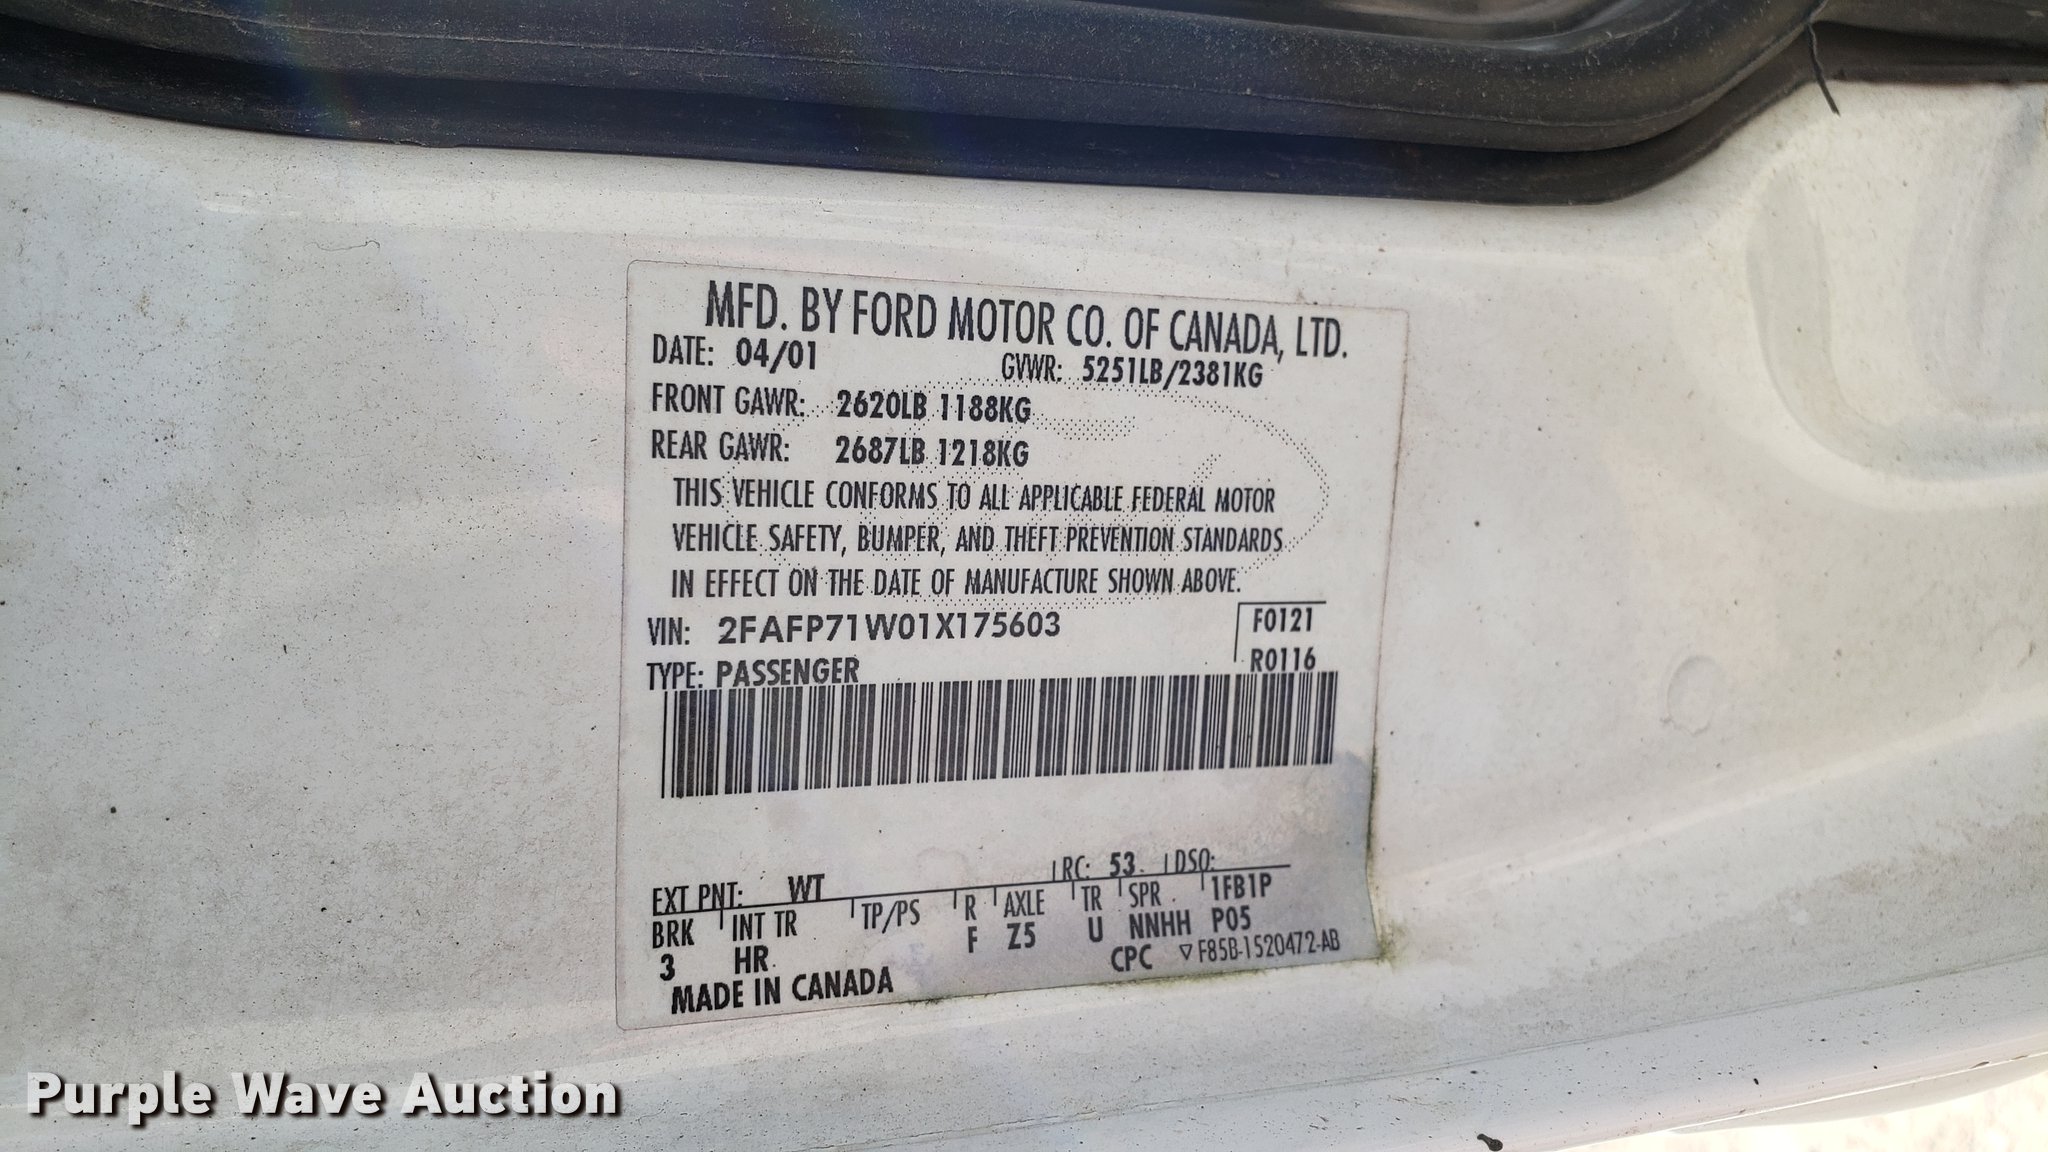 MFD. BY FORD MOTOR CO. OF CANADA, LTD.
DATE: 04/01 GVWR: 5251LB/2381KG
FRONT GAWR: 2620LB 1188KG
REAR GAWR: 2687LB 1218KG
THIS VEHICLE CONFORMS TO ALL APPLICABLE FEDERAL MOTOR
VEHICLE SAFETY, BUMPER, AND THEFT PREVENTION STANDARDS
IN EFFECT ON THE DATE OF MANUFACTURE SHOWN ABOVE.
VIN: 2FAFP71W01X175603 F0121
TYPE: PASSENGER R0116
EXT PNT: WT RC: 53 DSO:
BRK INT TR TP/PS R AXLE TR SPR 1FB1P
3 HR F Z5 U NNHH P05
MADE IN CANADA CPC ▽ F85B-1520472-AB
Purple Wave Auction